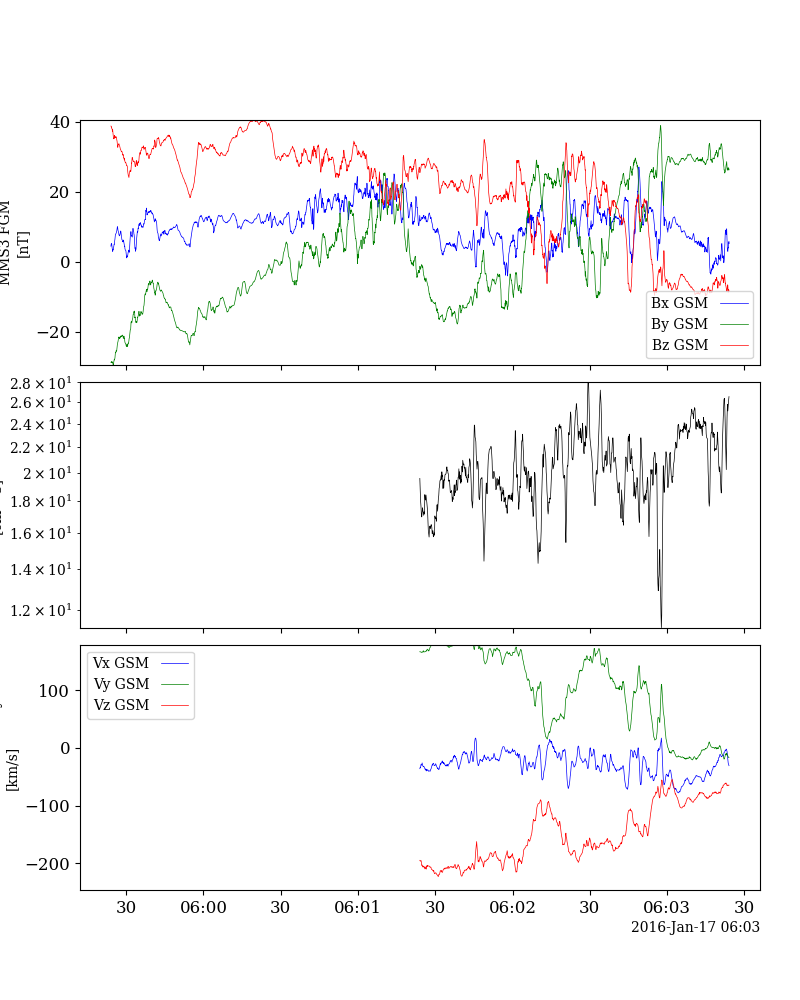 40
20
0
−20
MMS3 FGM
[nT]
Bx GSM
By GSM
Bz GSM
2.8 × 10¹
2.6 × 10¹
2.4 × 10¹
2.2 × 10¹
2 × 10¹
1.8 × 10¹
1.6 × 10¹
1.4 × 10¹
1.2 × 10¹
Vx GSM
Vy GSM
Vz GSM
100
0
−100
−200
[km/s]
30 06:00 30 06:01 30 06:02 30 06:03 30
2016-Jan-17 06:03